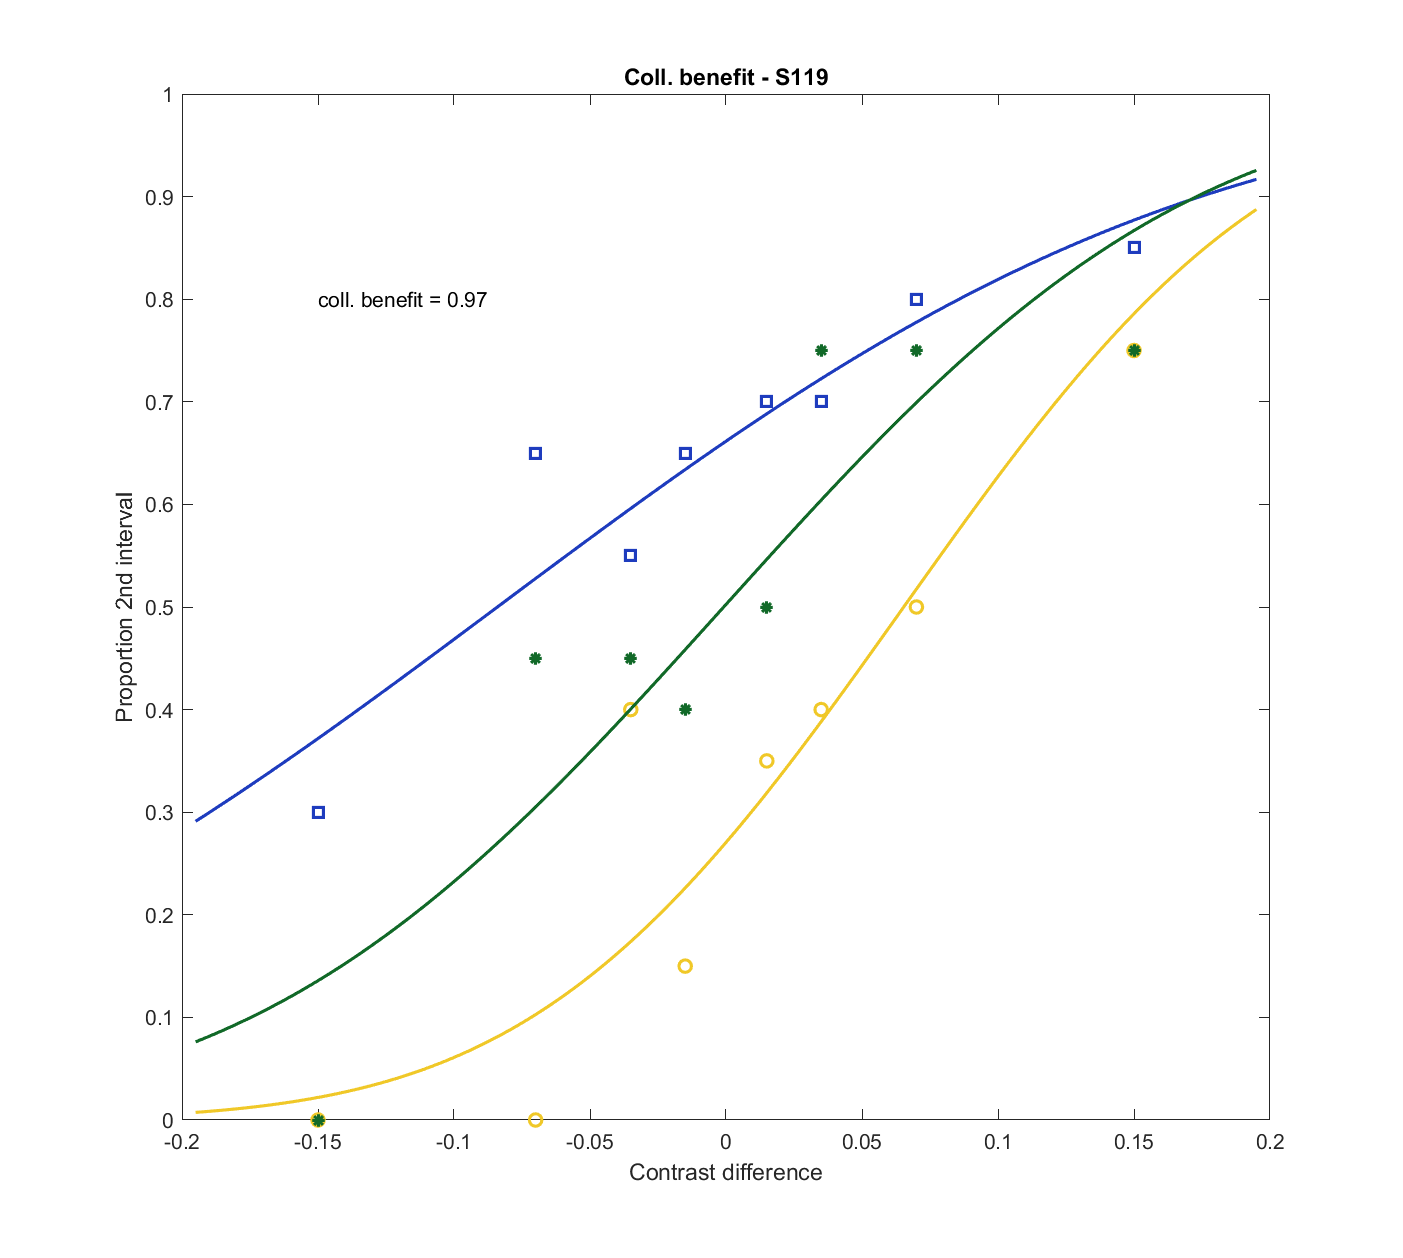 Coll. benefit - S119
1
0.9
0.8
coll. benefit = 0.97
0.7
0.6
0.5
0.4
0.3
0.2
0.1
0
Proportion 2nd interval
-0.2 -0.15 -0.1 -0.05 0 0.05 0.1 0.15 0.2
Contrast difference